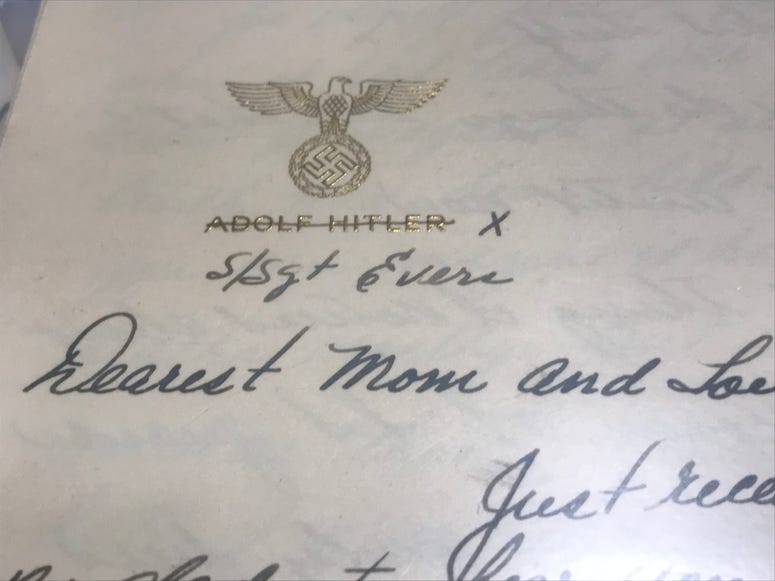 ADOLF HITLER X
S/Sgt Evers
Dearest Mom and
Just